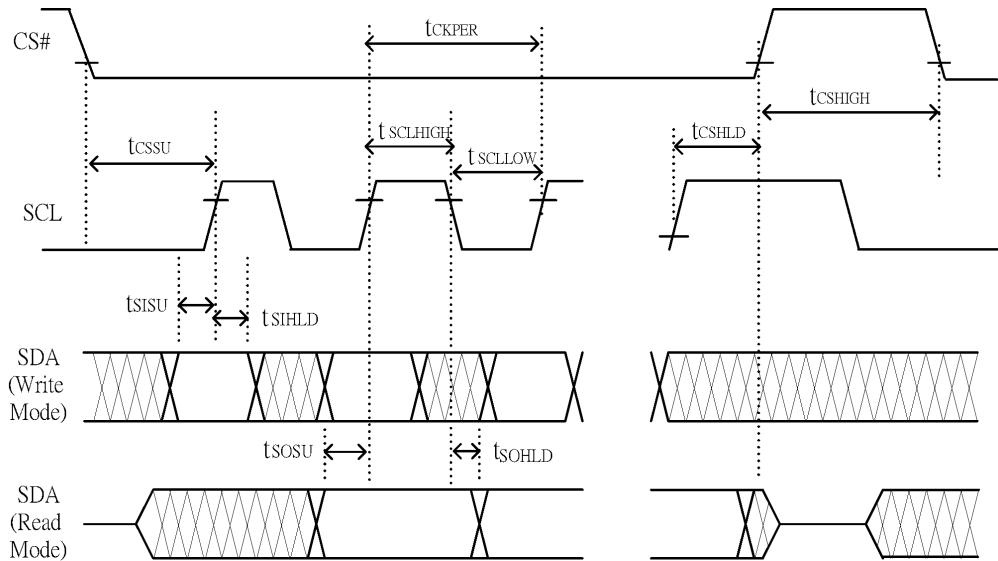 CS#
tCKPER
tCSHIGH
tCSSU
tSCLHIGH
tCSHLD
tSCLLOW
SCL
tSISU
tSIHLD
SDA
(Write
Mode)
tSOSU
tSOHLD
SDA
(Read
Mode)